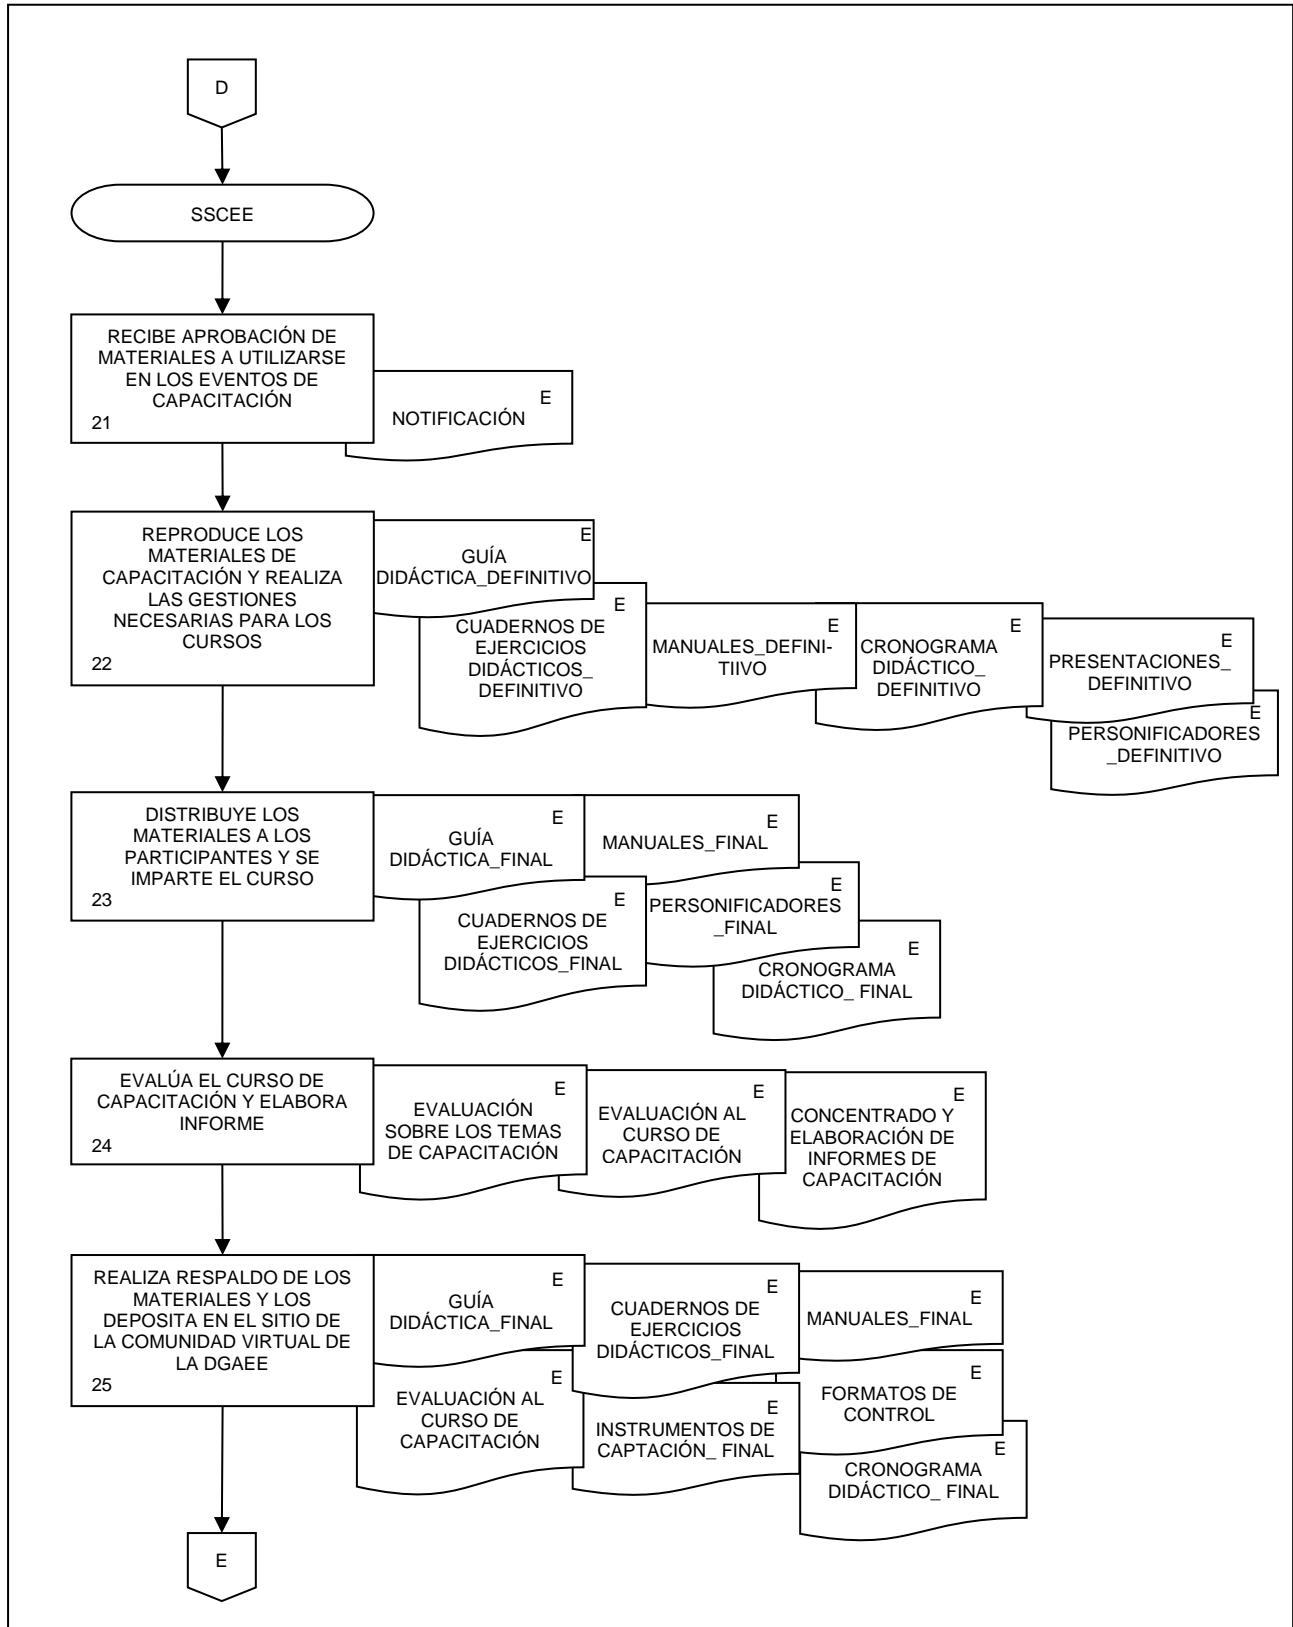 D
SSCEE
RECIBE APROBACIÓN DE
MATERIALES A UTILIZARSE
EN LOS EVENTOS DE
CAPACITACIÓN
21
E
NOTIFICACIÓN
REPRODUCE LOS
MATERIALES DE
CAPACITACIÓN Y REALIZA
LAS GESTIONES
NECESARIAS PARA LOS
CURSOS
22
E
GUÍA
DIDÁCTICA_DEFINITIVO
E
CUADERNOS DE
EJERCICIOS
DIDÁCTICOS_
DEFINITIVO
E
MANUALES_DEFINI-
TIIVO
E
CRONOGRAMA
DIDÁCTICO_
DEFINITIVO
E
PRESENTACIONES_
DEFINITIVO
E
PERSONIFICADORES
_DEFINITIVO
DISTRIBUYE LOS
MATERIALES A LOS
PARTICIPANTES Y SE
IMPARTE EL CURSO
23
E
GUÍA
DIDÁCTICA_FINAL
E
MANUALES_FINAL
E
CUADERNOS DE
EJERCICIOS
DIDÁCTICOS_FINAL
E
PERSONIFICADORES
_FINAL
E
CRONOGRAMA
DIDÁCTICO_ FINAL
EVALÚA EL CURSO DE
CAPACITACIÓN Y ELABORA
INFORME
24
E
EVALUACIÓN
SOBRE LOS TEMAS
DE CAPACITACIÓN
E
EVALUACIÓN AL
CURSO DE
CAPACITACIÓN
E
CONCENTRADO Y
ELABORACIÓN DE
INFORMES DE
CAPACITACIÓN
REALIZA RESPALDO DE LOS
MATERIALES Y LOS
DEPOSITA EN EL SITIO DE
LA COMUNIDAD VIRTUAL DE
LA DGAEE
25
E
GUÍA
DIDÁCTICA_FINAL
E
CUADERNOS DE
EJERCICIOS
DIDÁCTICOS_FINAL
E
MANUALES_FINAL
E
EVALUACIÓN AL
CURSO DE
CAPACITACIÓN
E
INSTRUMENTOS DE
CAPTACIÓN_ FINAL
E
FORMATOS DE
CONTROL
E
CRONOGRAMA
DIDÁCTICO_ FINAL
E